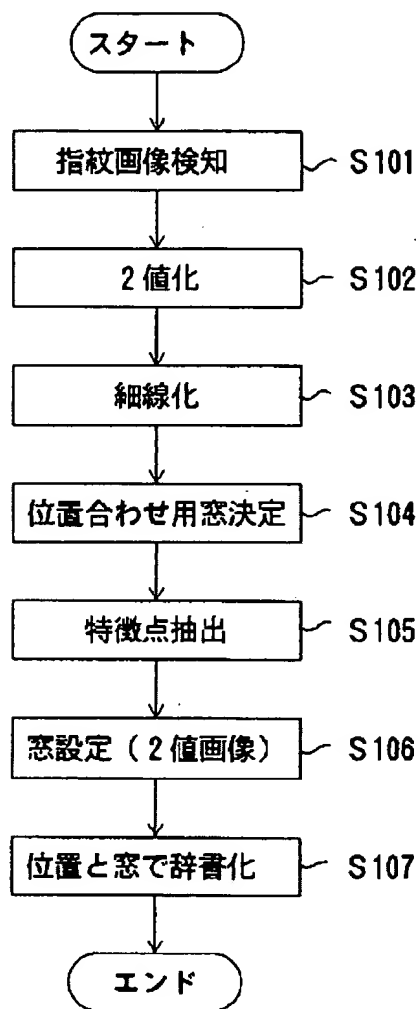 スタート
指紋画像検知 S101
2値化 S102
細線化 S103
位置合わせ用窓決定 S104
特徴点抽出 S105
窓設定(2値画像) S106
位置と窓で辞書化 S107
エンド